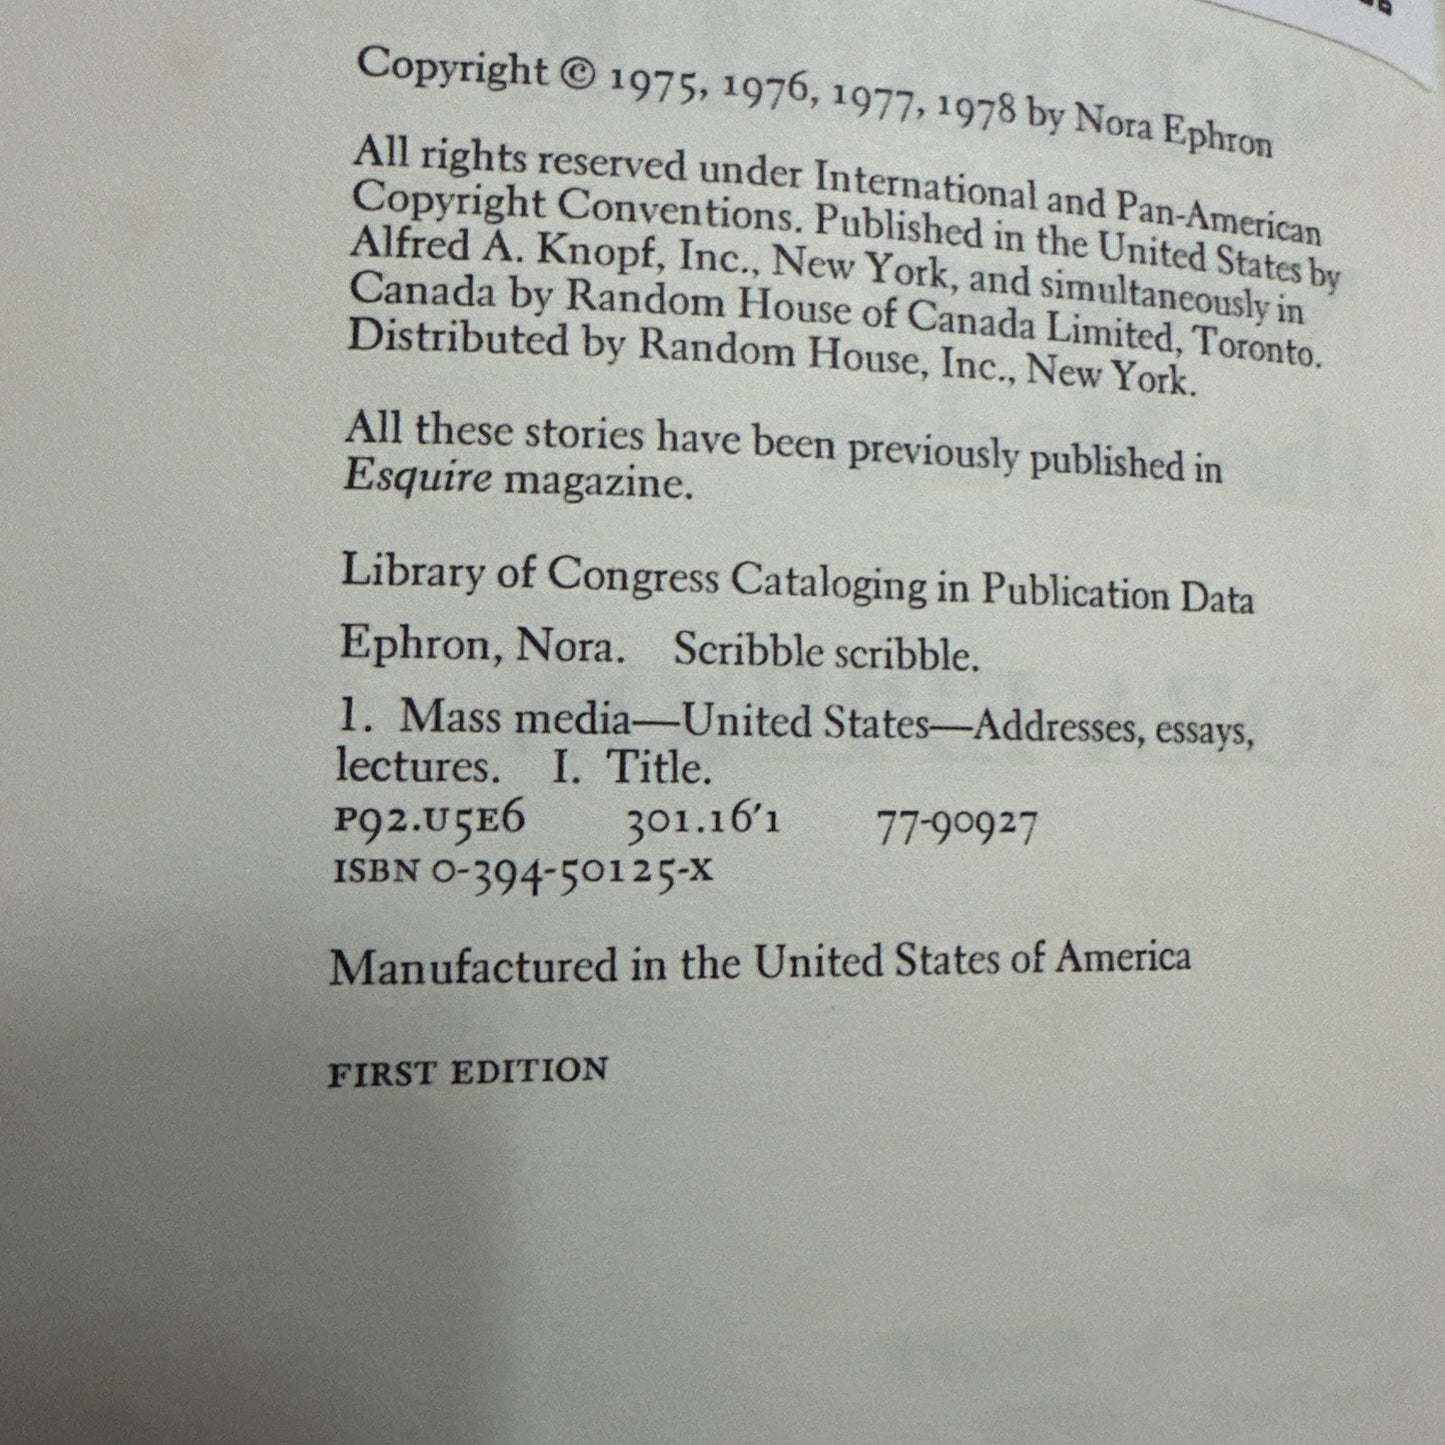 Copyright © 1975, 1976, 1977, 1978 by Nora Ephron
All rights reserved under International and Pan-American
Copyright Conventions. Published in the United States by
Alfred A. Knopf, Inc., New York, and simultaneously in
Canada by Random House of Canada Limited, Toronto.
Distributed by Random House, Inc., New York.
All these stories have been previously published in
Esquire magazine.
Library of Congress Cataloging in Publication Data
Ephron, Nora. Scribble scribble.
1. Mass media—United States—Addresses, essays,
lectures. I. Title.
P92.U5E6 301.16'1 77-90927
ISBN 0-394-50125-X
Manufactured in the United States of America
FIRST EDITION